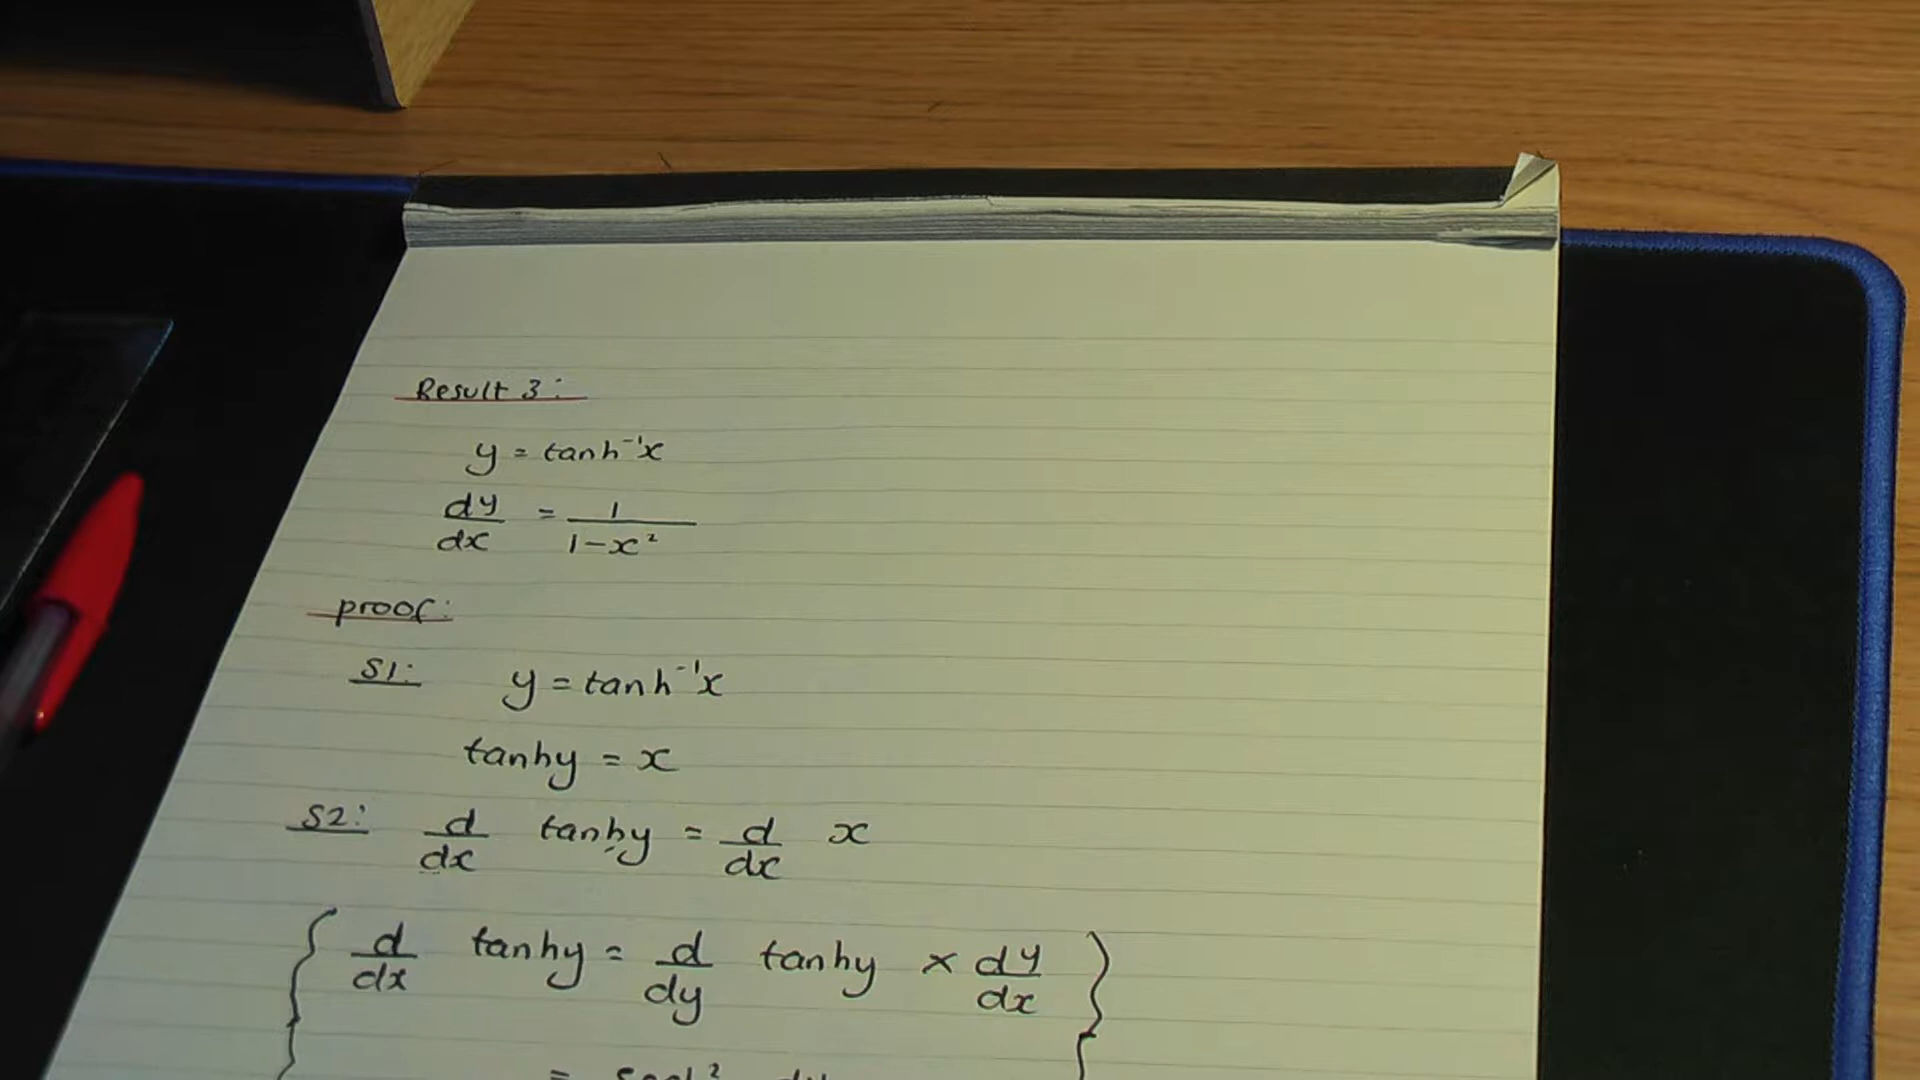 Result 3:
y = tanh⁻¹x
dy/dx = 1/(1-x²)
proof:
S1: y = tanh⁻¹x
tanhy = x
S2: d/dx tanhy = d/dx x
{ d/dx tanhy = d/dy tanhy × dy/dx }
=